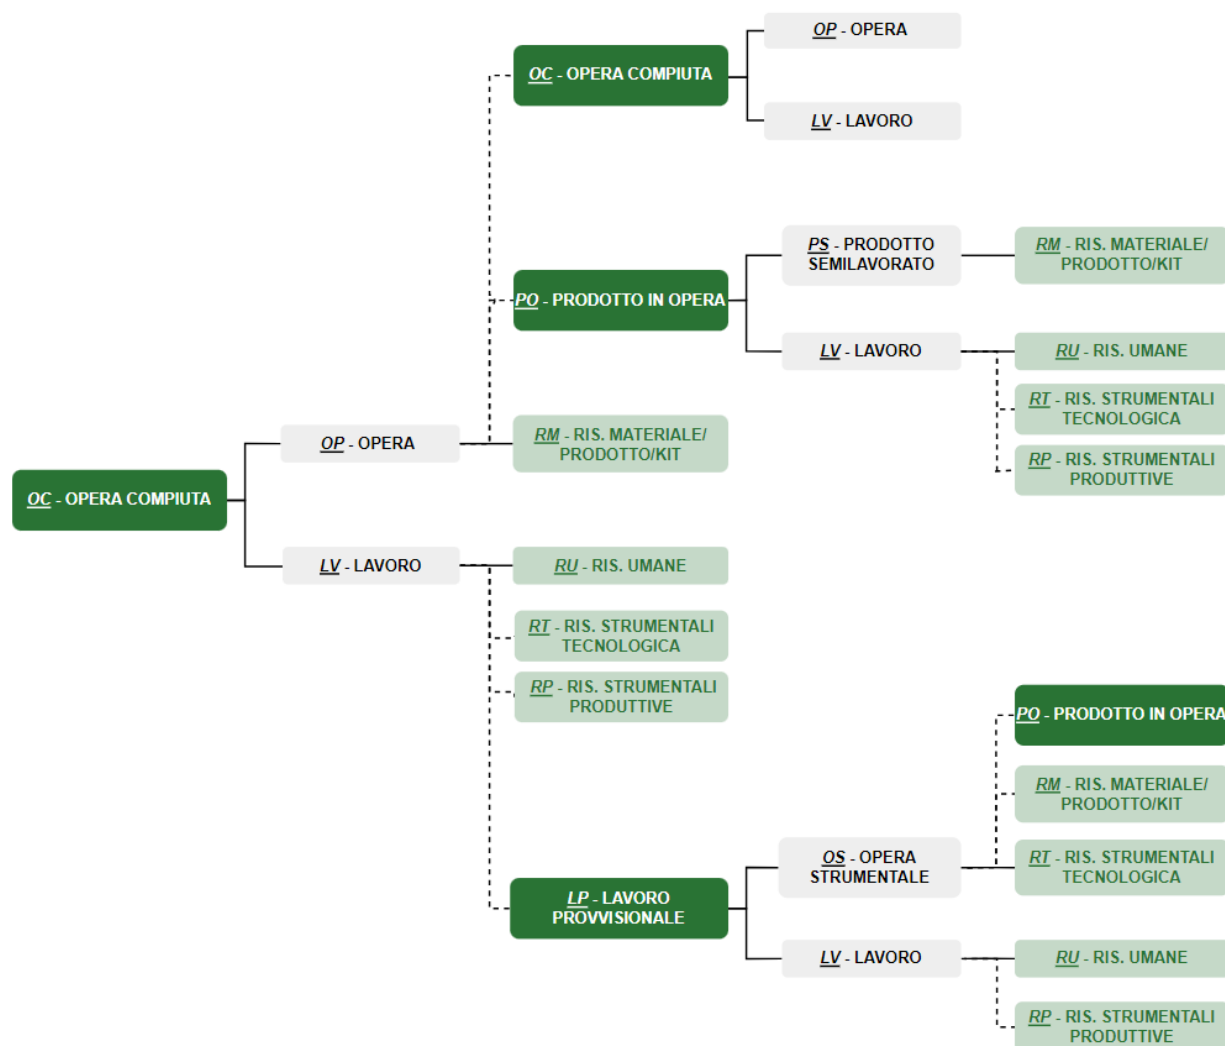 OP - OPERA
OC - OPERA COMPIUTA
LV - LAVORO
PS - PRODOTTO
SEMILAVORATO
RM - RIS. MATERIALE/
PRODOTTO/KIT
PO - PRODOTTO IN OPERA
LV - LAVORO
RU - RIS. UMANE
RT - RIS. STRUMENTALI
TECNOLOGICA
RP - RIS. STRUMENTALI
PRODUTTIVE
OP - OPERA
RM - RIS. MATERIALE/
PRODOTTO/KIT
OC - OPERA COMPIUTA
LV - LAVORO
RU - RIS. UMANE
RT - RIS. STRUMENTALI
TECNOLOGICA
RP - RIS. STRUMENTALI
PRODUTTIVE
PO - PRODOTTO IN OPERA
RM - RIS. MATERIALE/
PRODOTTO/KIT
OS - OPERA
STRUMENTALE
RT - RIS. STRUMENTALI
TECNOLOGICA
LP - LAVORO
PROVVISIONALE
LV - LAVORO
RU - RIS. UMANE
RP - RIS. STRUMENTALI
PRODUTTIVE